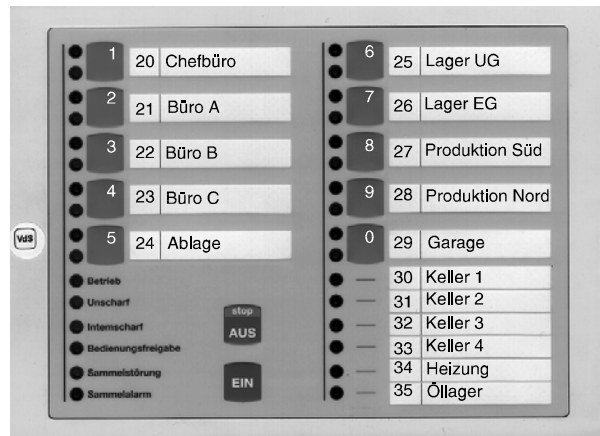 1 20 Chefbüro
2 21 Büro A
3 22 Büro B
4 23 Büro C
5 24 Ablage
Betrieb
Unscharf
Internscharf
Bedienungsfreigabe
Sammelstörung
Sammelalarm
stop
AUS
EIN
6 25 Lager UG
7 26 Lager EG
8 27 Produktion Süd
9 28 Produktion Nord
0 29 Garage
30 Keller 1
31 Keller 2
32 Keller 3
33 Keller 4
34 Heizung
35 Öllager
VdS